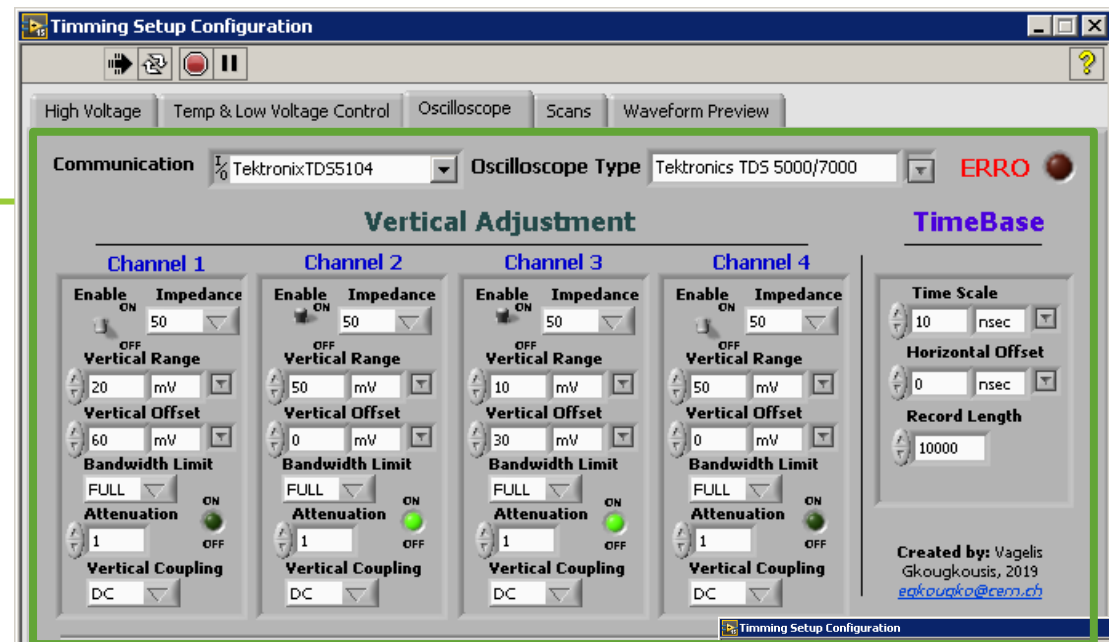 Timming Setup Configuration
High Voltage Temp & Low Voltage Control Oscilloscope Scans Waveform Preview
Communication TektronixTDS5104 Oscilloscope Type Tektronics TDS 5000/7000 ERRO
Vertical Adjustment TimeBase
Channel 1 Channel 2 Channel 3 Channel 4
Enable Impedance Enable Impedance Enable Impedance Enable Impedance Time Scale
ON ON ON ON
50 50 50 50 10 nsec
OFF OFF OFF OFF
Vertical Range Vertical Range Vertical Range Vertical Range Horizontal Offset
20 mV 50 mV 10 mV 50 mV 0 nsec
Vertical Offset Vertical Offset Vertical Offset Vertical Offset Record Length
60 mV 0 mV 30 mV 0 mV 10000
Bandwidth Limit Bandwidth Limit Bandwidth Limit Bandwidth Limit
FULL FULL FULL FULL
ON ON ON ON
Attenuation Attenuation Attenuation Attenuation
1 OFF 1 OFF 1 OFF 1 OFF
Vertical Coupling Vertical Coupling Vertical Coupling Vertical Coupling
DC DC DC DC
Created by: Vagelis
Gkougkousis, 2019
egkougko@cern.ch
Timming Setup Configuration